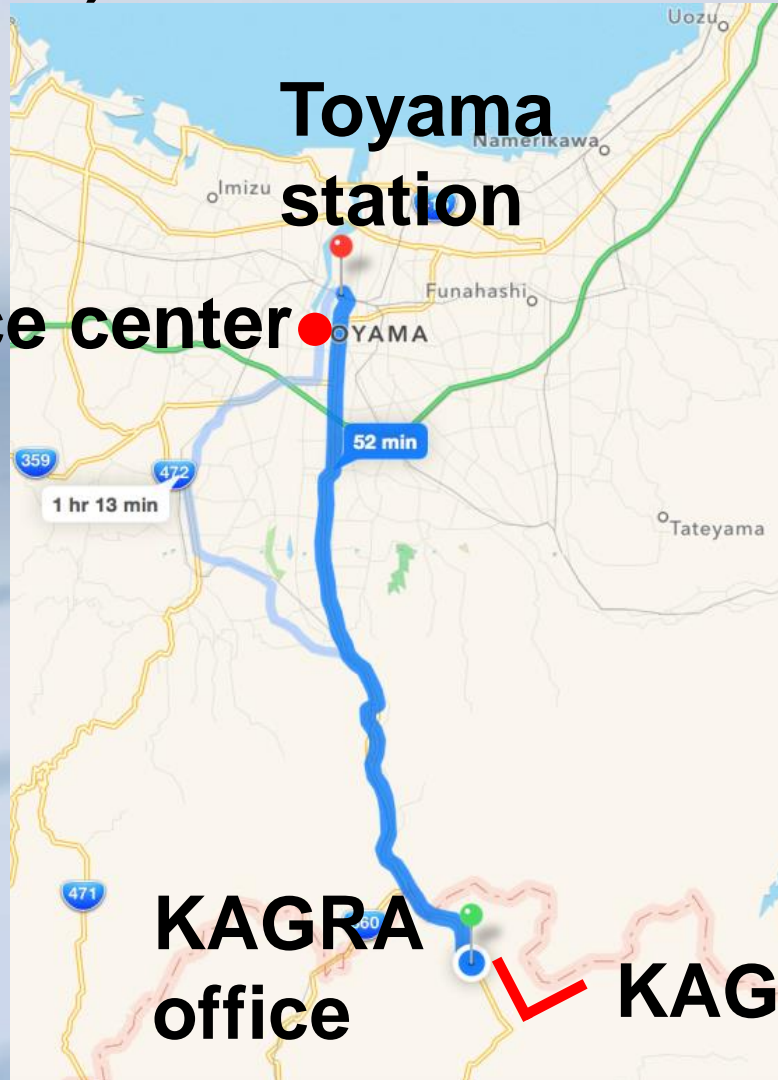 Uozu
Toyama
station
Namerikawa
Imizu
Funahashi
ce center
OYAMA
52 min
359
472
1 hr 13 min
Tateyama
471
KAGRA
office
KAG